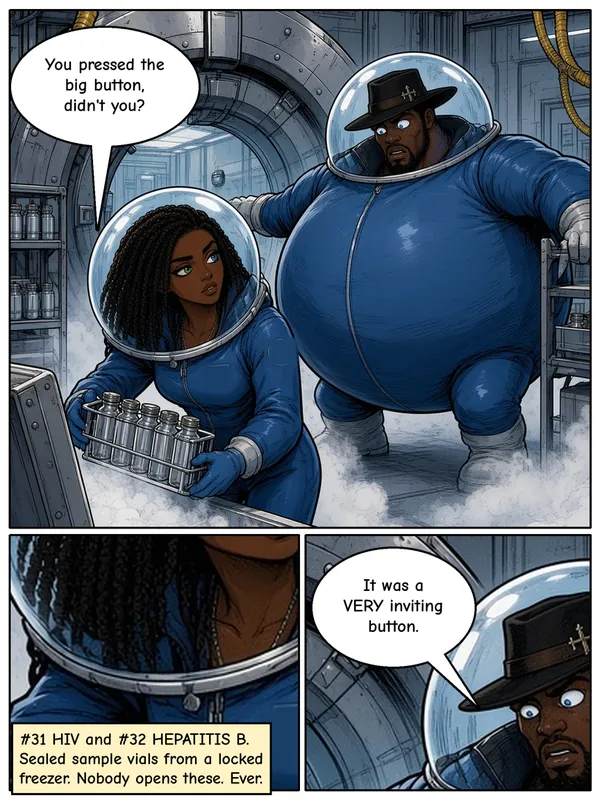 You pressed the
big button,
didn't you?
#31 HIV and #32 HEPATITIS B.
Sealed sample vials from a locked
freezer. Nobody opens these. Ever.
It was a
VERY inviting
button.